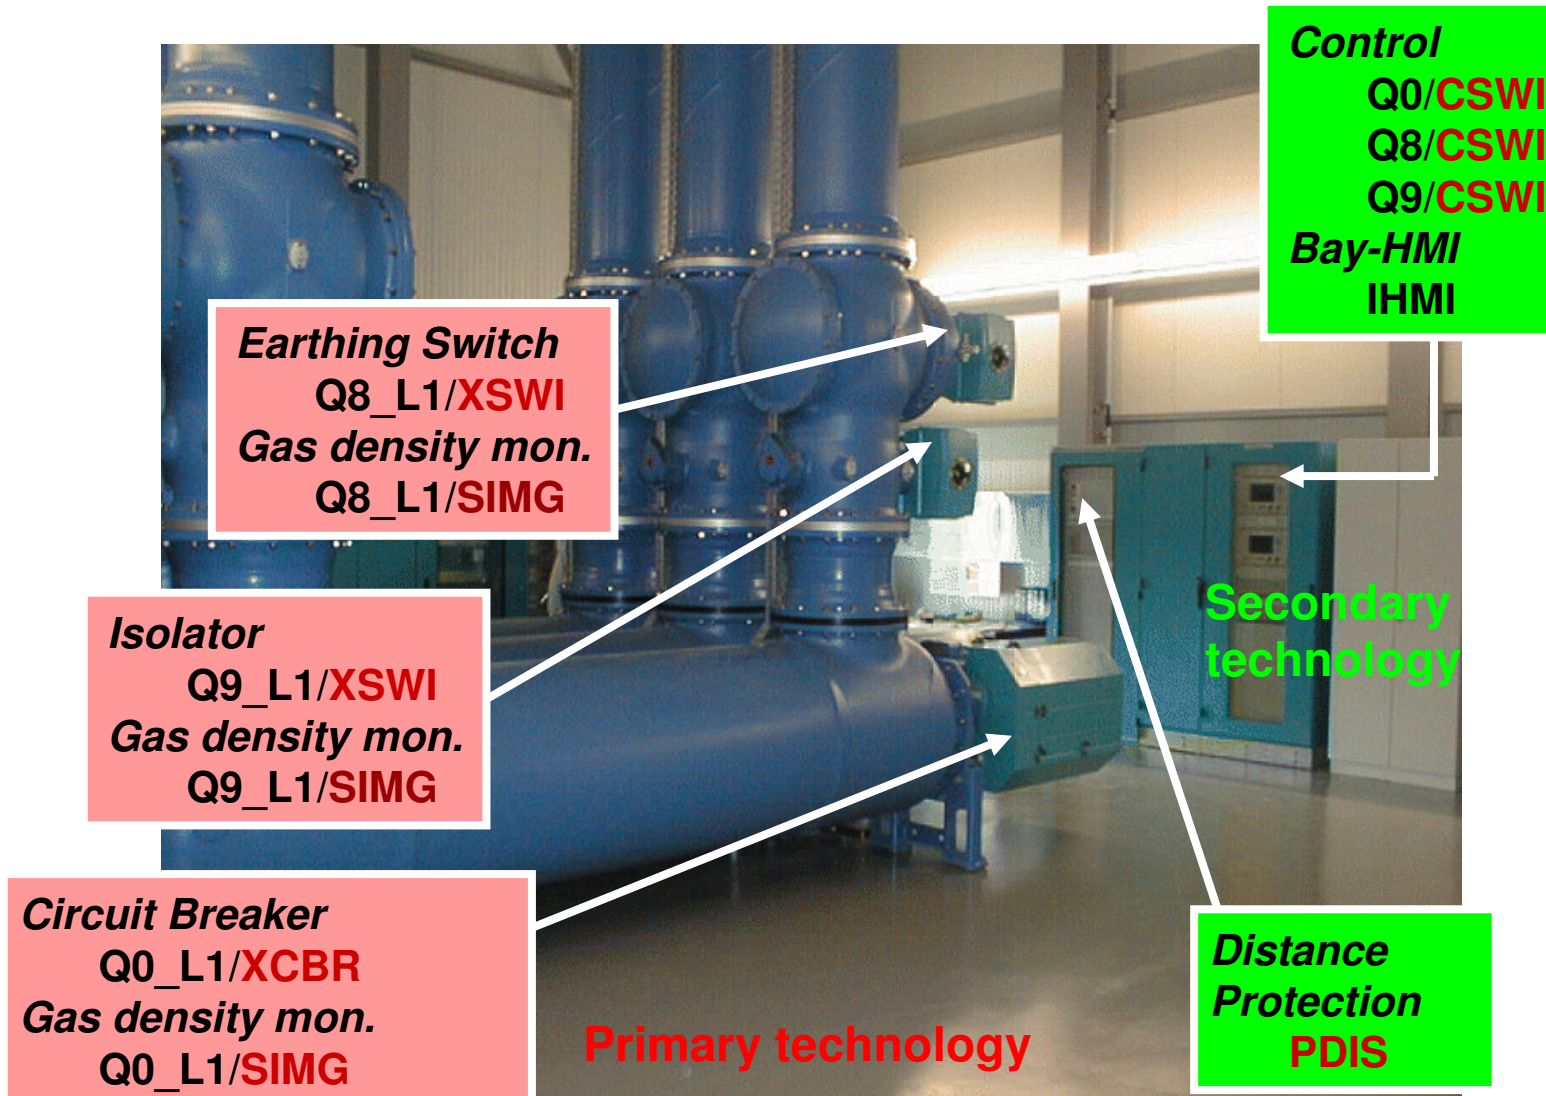 Control
Q0/CSWI
Q8/CSWI
Q9/CSWI
Bay-HMI
IHMI
Earthing Switch
Q8_L1/XSWI
Gas density mon.
Q8_L1/SIMG
Isolator
Q9_L1/XSWI
Gas density mon.
Q9_L1/SIMG
Secondary
technology
Circuit Breaker
Q0_L1/XCBR
Gas density mon.
Q0_L1/SIMG
Primary technology
Distance
Protection
PDIS